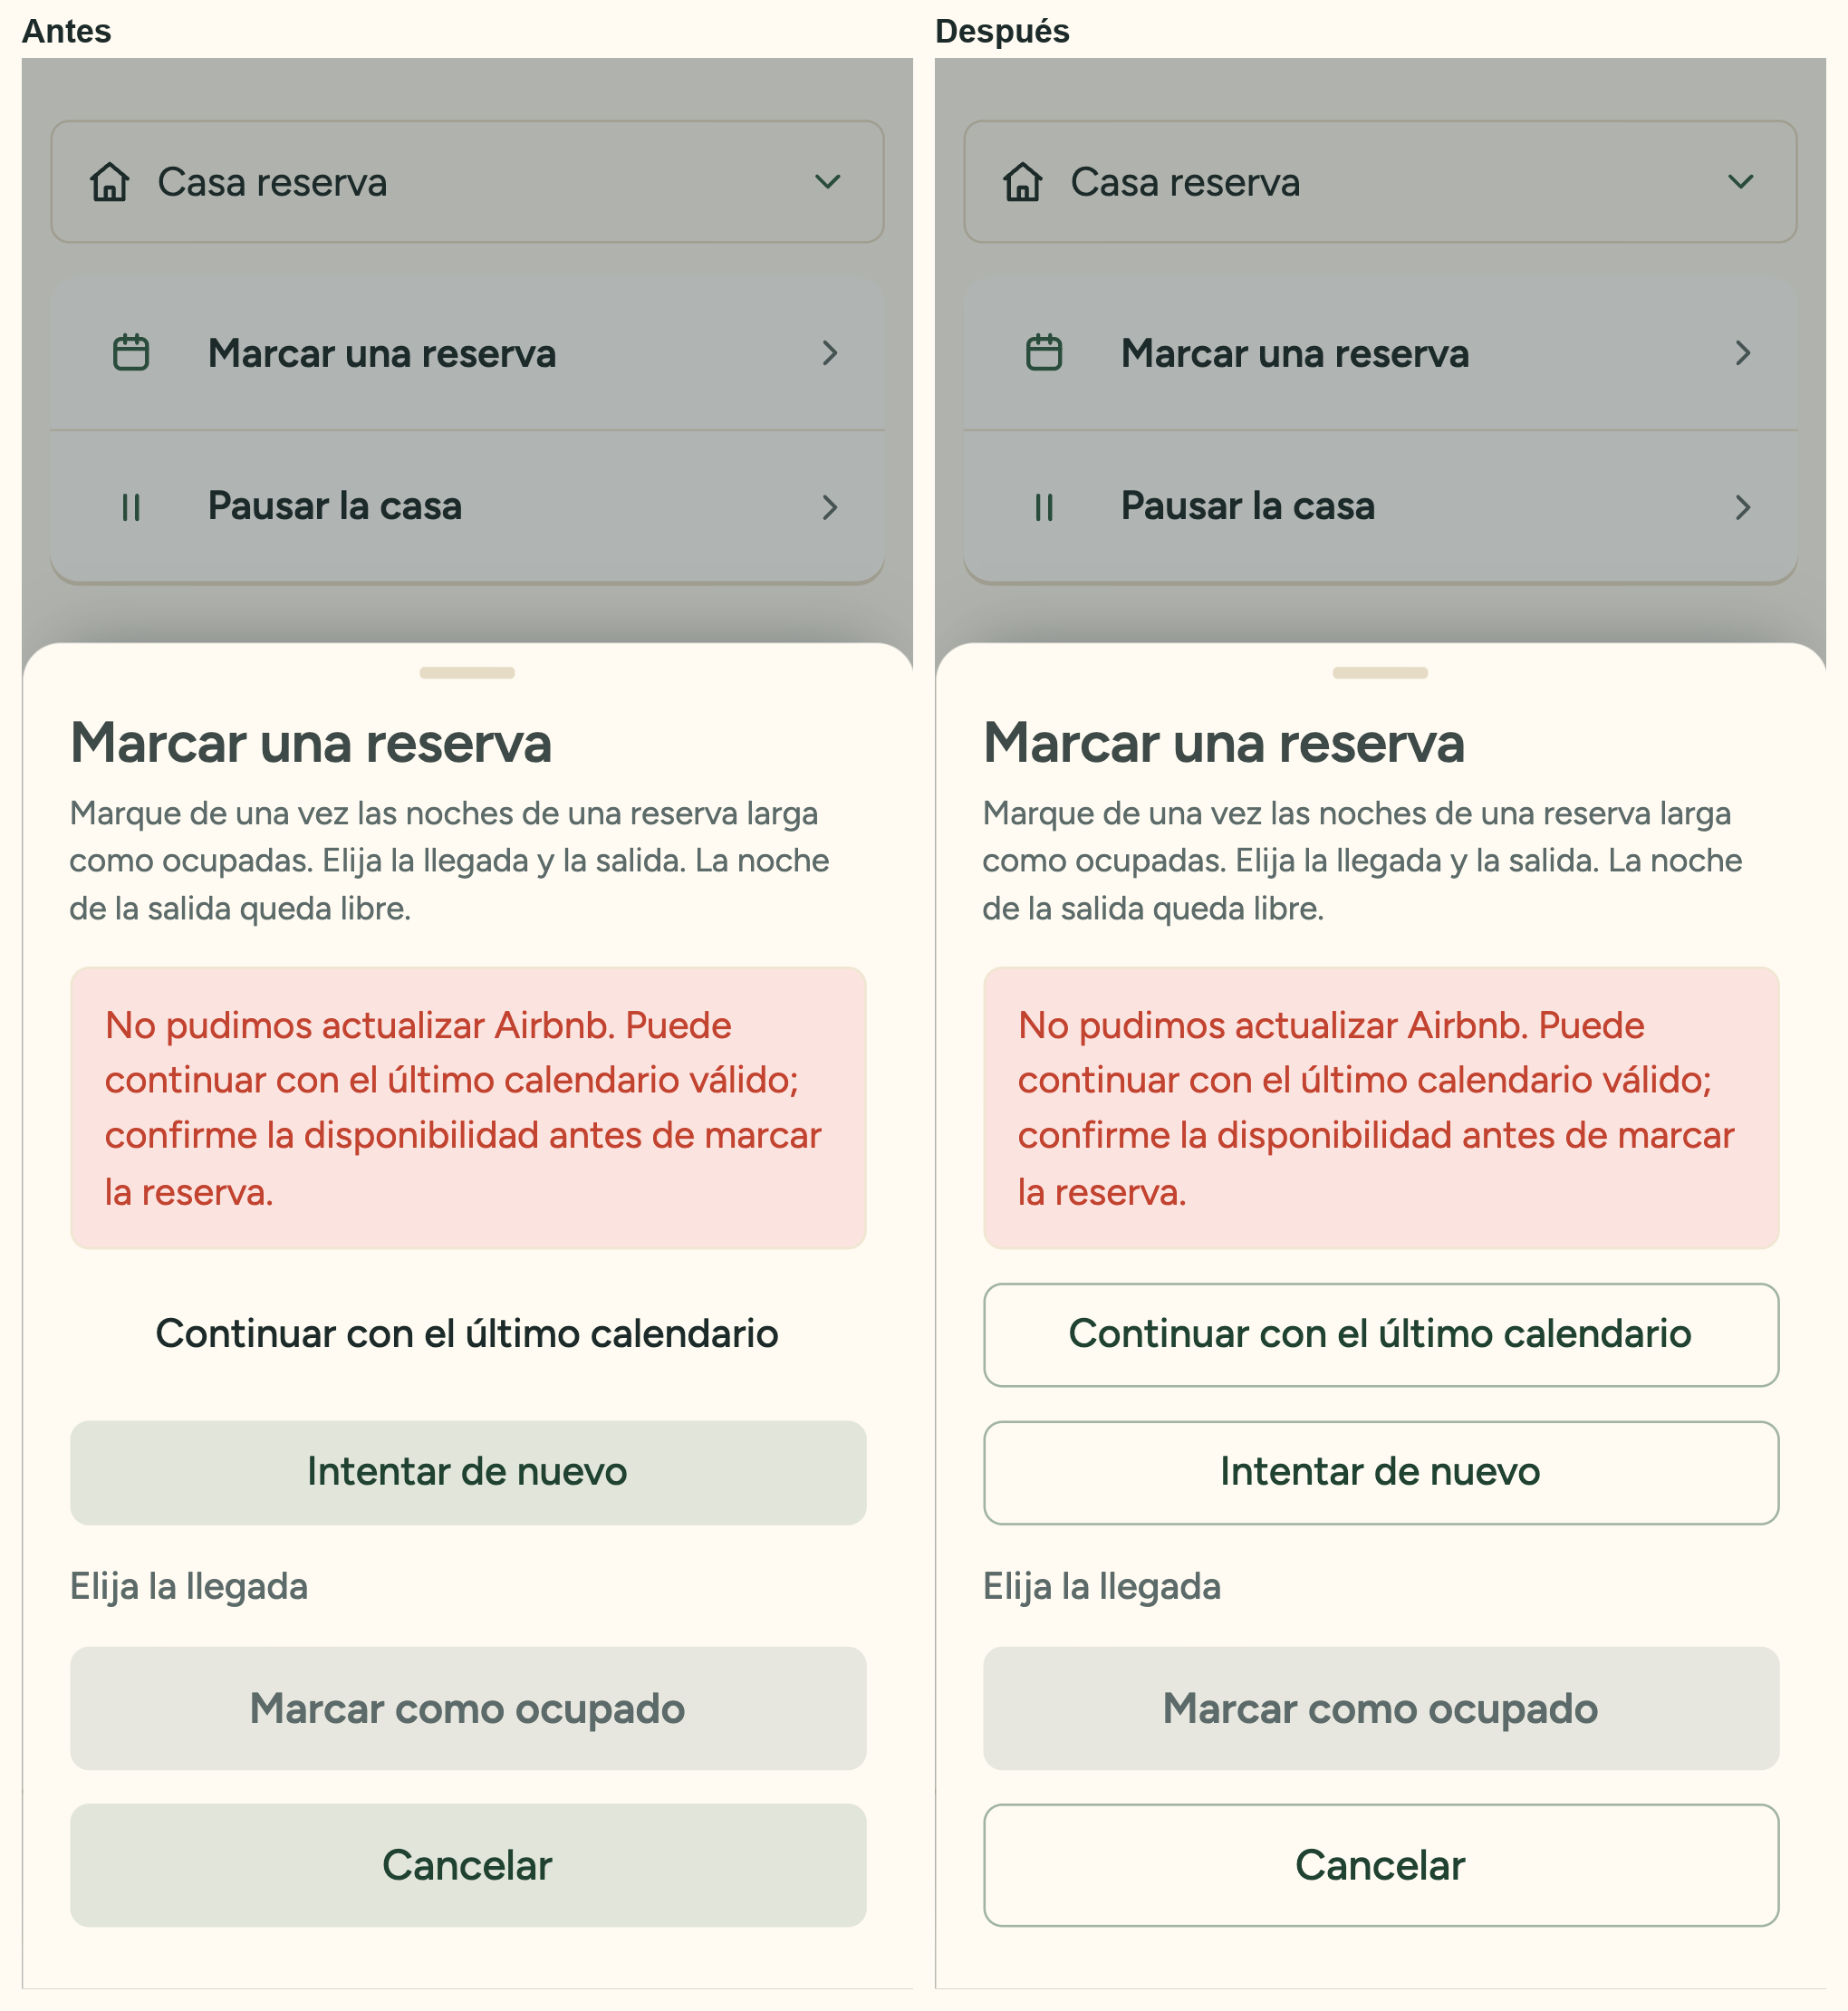 Antes
Casa reserva
Marcar una reserva
Pausar la casa
Marcar una reserva
Marque de una vez las noches de una reserva larga
como ocupadas. Elija la llegada y la salida. La noche
de la salida queda libre.
No pudimos actualizar Airbnb. Puede
continuar con el último calendario válido;
confirme la disponibilidad antes de marcar
la reserva.
Continuar con el último calendario
Intentar de nuevo
Elija la llegada
Marcar como ocupado
Cancelar
Después
Casa reserva
Marcar una reserva
Pausar la casa
Marcar una reserva
Marque de una vez las noches de una reserva larga
como ocupadas. Elija la llegada y la salida. La noche
de la salida queda libre.
No pudimos actualizar Airbnb. Puede
continuar con el último calendario válido;
confirme la disponibilidad antes de marcar
la reserva.
Continuar con el último calendario
Intentar de nuevo
Elija la llegada
Marcar como ocupado
Cancelar